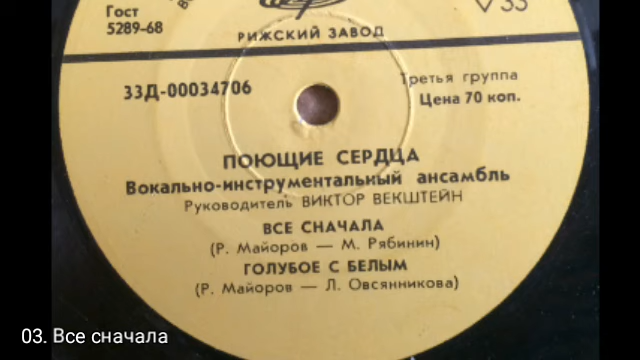 Гост
5289-68
33
РИЖСКИЙ ЗАВОД
33Д-00034706
Третья группа
Цена 70 коп.
ПОЮЩИЕ СЕРДЦА
Вокально-инструментальный ансамбль
Руководитель ВИКТОР ВЕКШТЕЙН
ВСЕ СНАЧАЛА
(Р. Майоров — М. Рябинин)
ГОЛУБОЕ С БЕЛЫМ
(Р. Майоров — Л. Овсянникова)
03. Все сначала